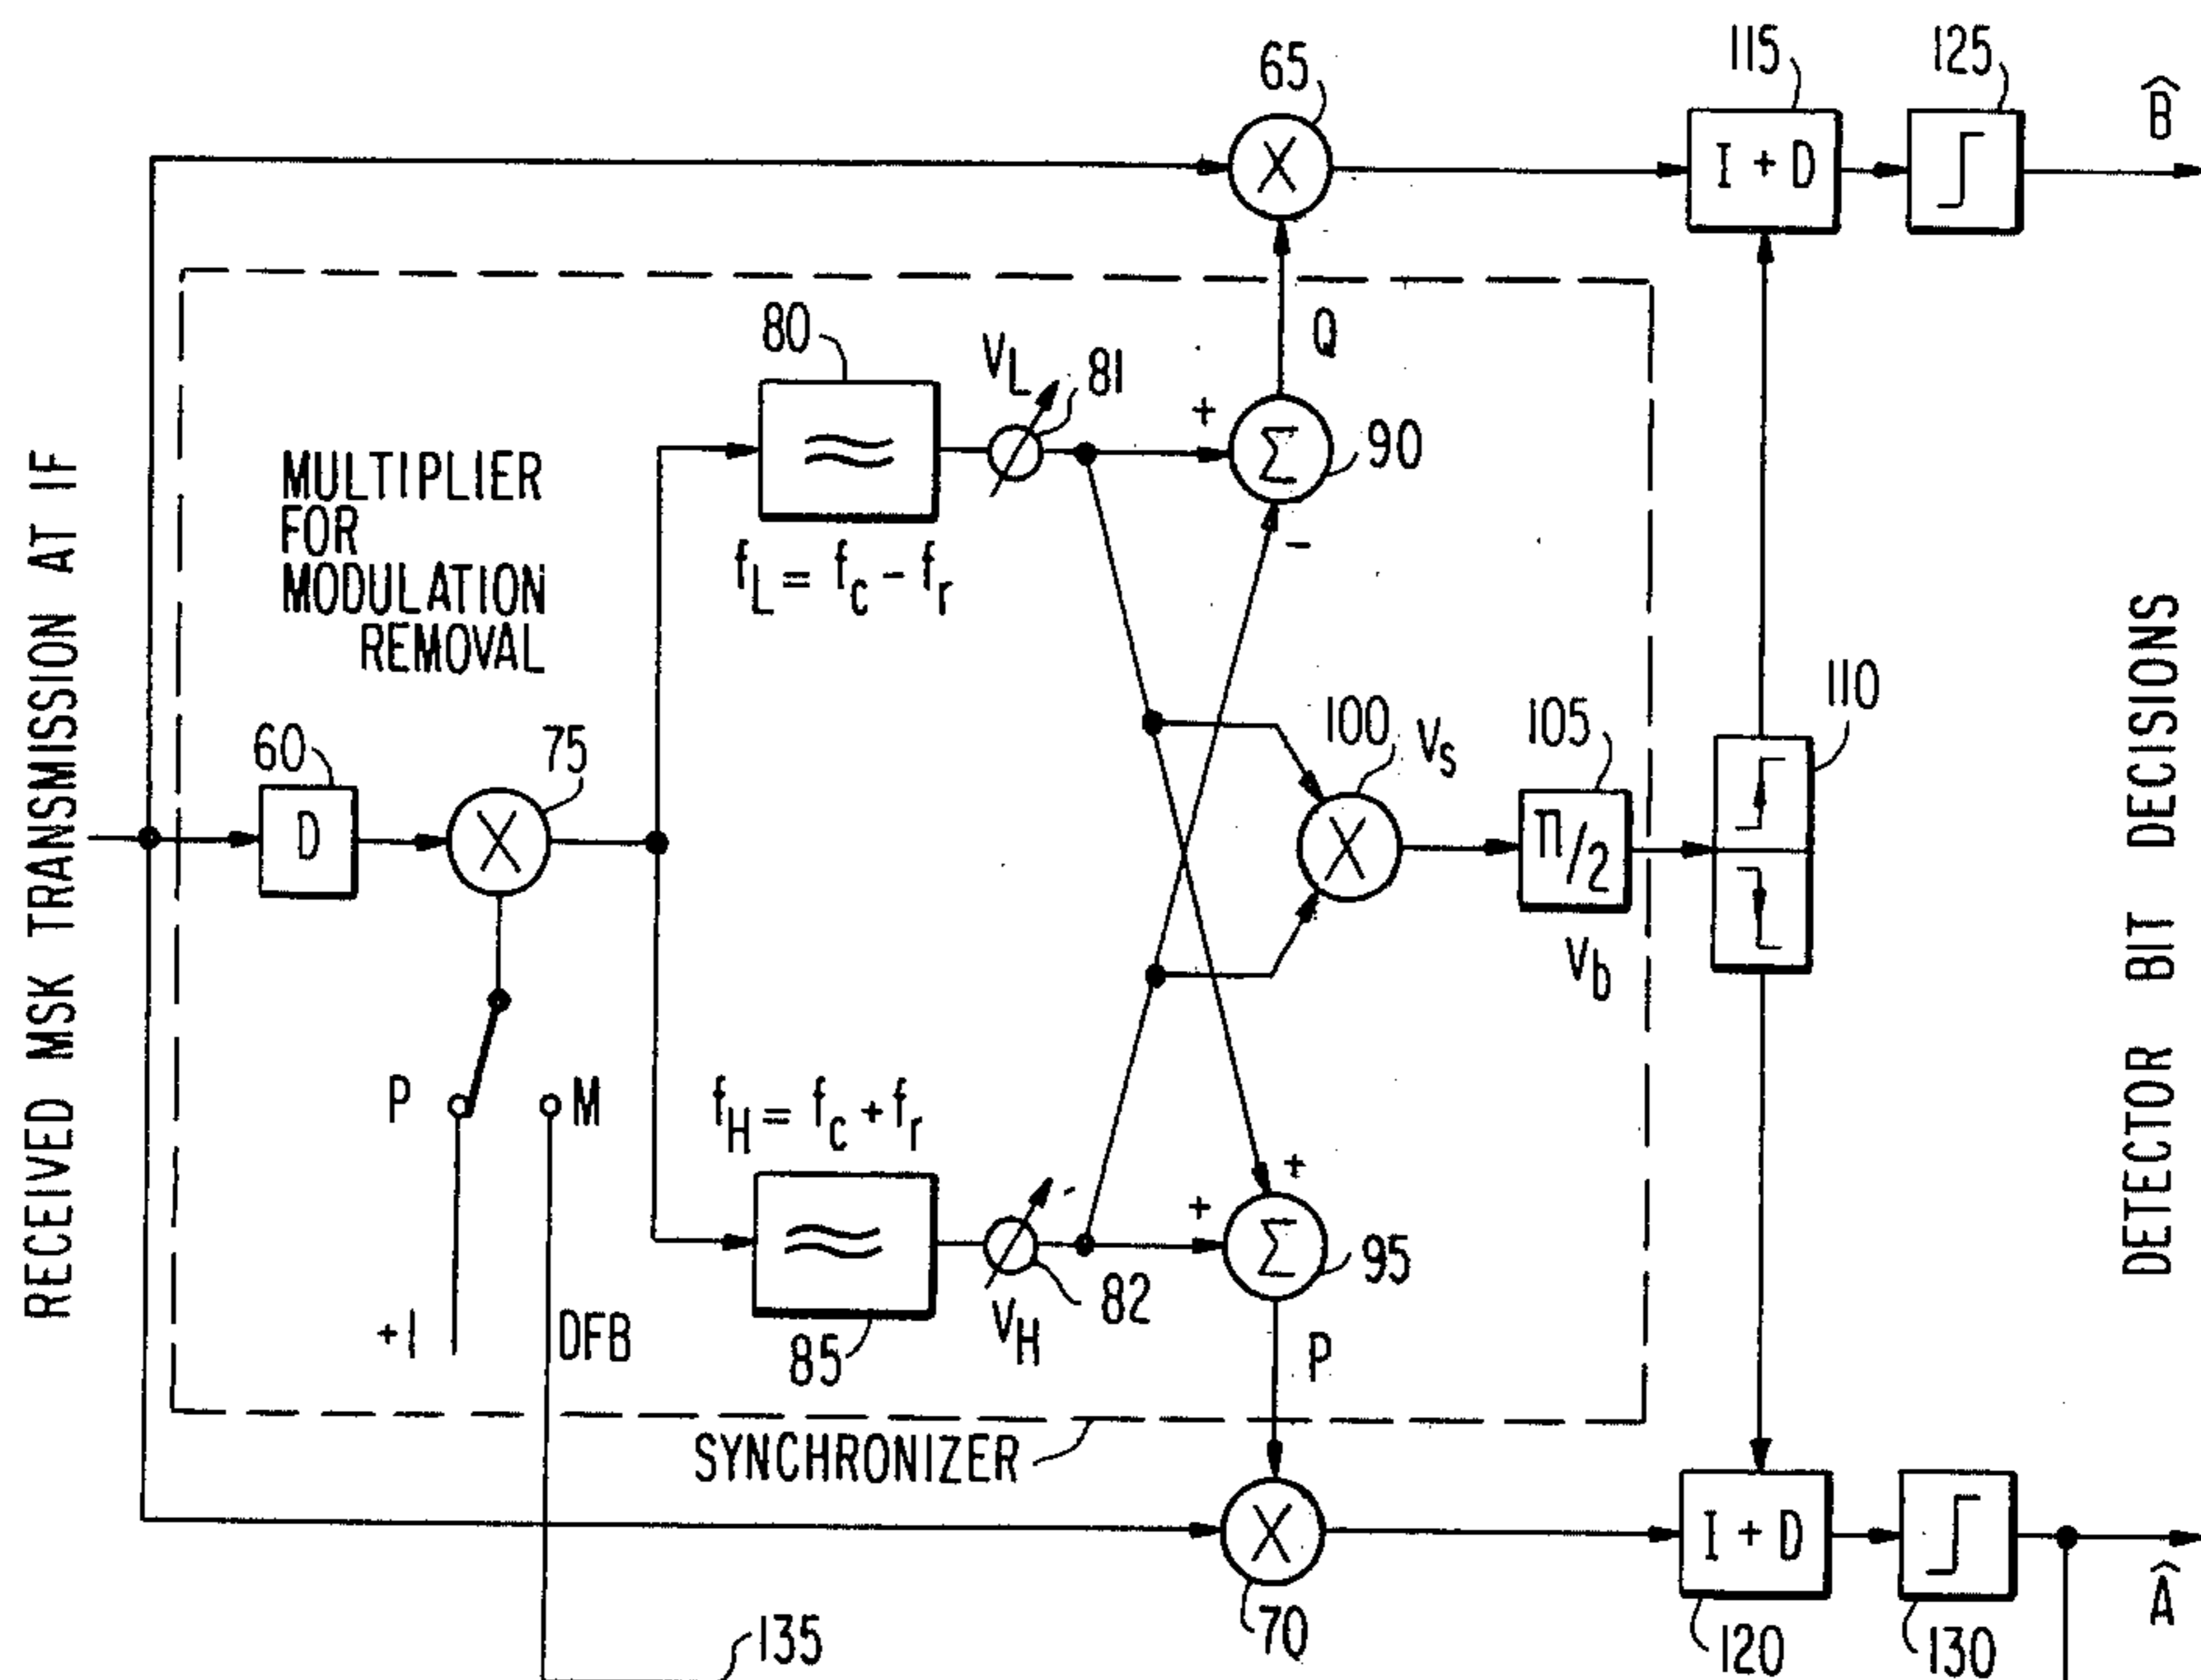 RECEIVED MSK TRANSMISSION AT IF
65
115
125
B̂
X
I + D
80
V_L
81
Q
MULTIPLIER
FOR
MODULATION
REMOVAL
+
Σ
90
-
f_L = f_c - f_r
60
75
D
X
100
V_s
105
110
X
π/2
V_b
DETECTOR BIT DECISIONS
P
M
f_H = f_c + f_r
+
+
Σ
95
82
V_H
+1
DFB
85
P
SYNCHRONIZER
X
I + D
70
120
130
Â
135